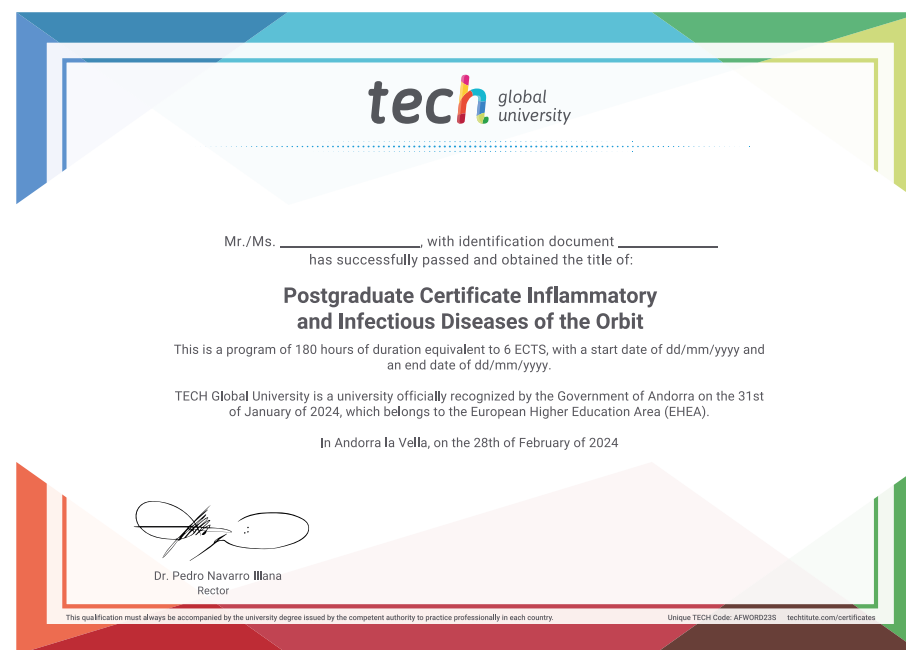 tech global
university
Mr./Ms. ____________, with identification document ____________
has successfully passed and obtained the title of:
Postgraduate Certificate Inflammatory
and Infectious Diseases of the Orbit
This is a program of 180 hours of duration equivalent to 6 ECTS, with a start date of dd/mm/yyyy and
an end date of dd/mm/yyyy.
TECH Global University is a university officially recognized by the Government of Andorra on the 31st
of January of 2024, which belongs to the European Higher Education Area (EHEA).
In Andorra la Vella, on the 28th of February of 2024
Dr. Pedro Navarro Illana
Rector
This qualification must always be accompanied by the university degree issued by the competent authority to practice professionally in each country.
Unique TECH Code: AFWORD23S techtitute.com/certificates